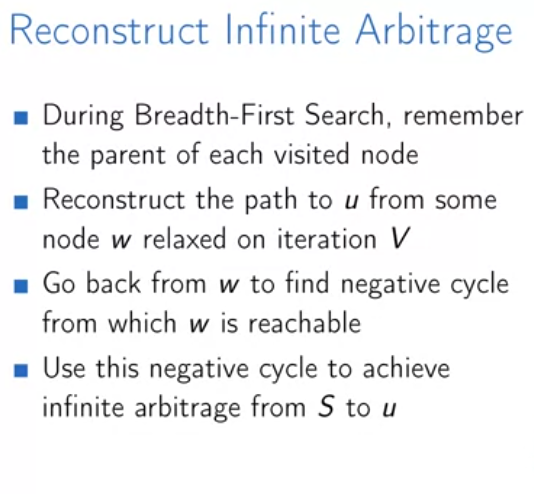 Reconstruct Infinite Arbitrage
During Breadth-First Search, remember
the parent of each visited node
Reconstruct the path to u from some
node w relaxed on iteration V
Go back from w to find negative cycle
from which w is reachable
Use this negative cycle to achieve
infinite arbitrage from S to u